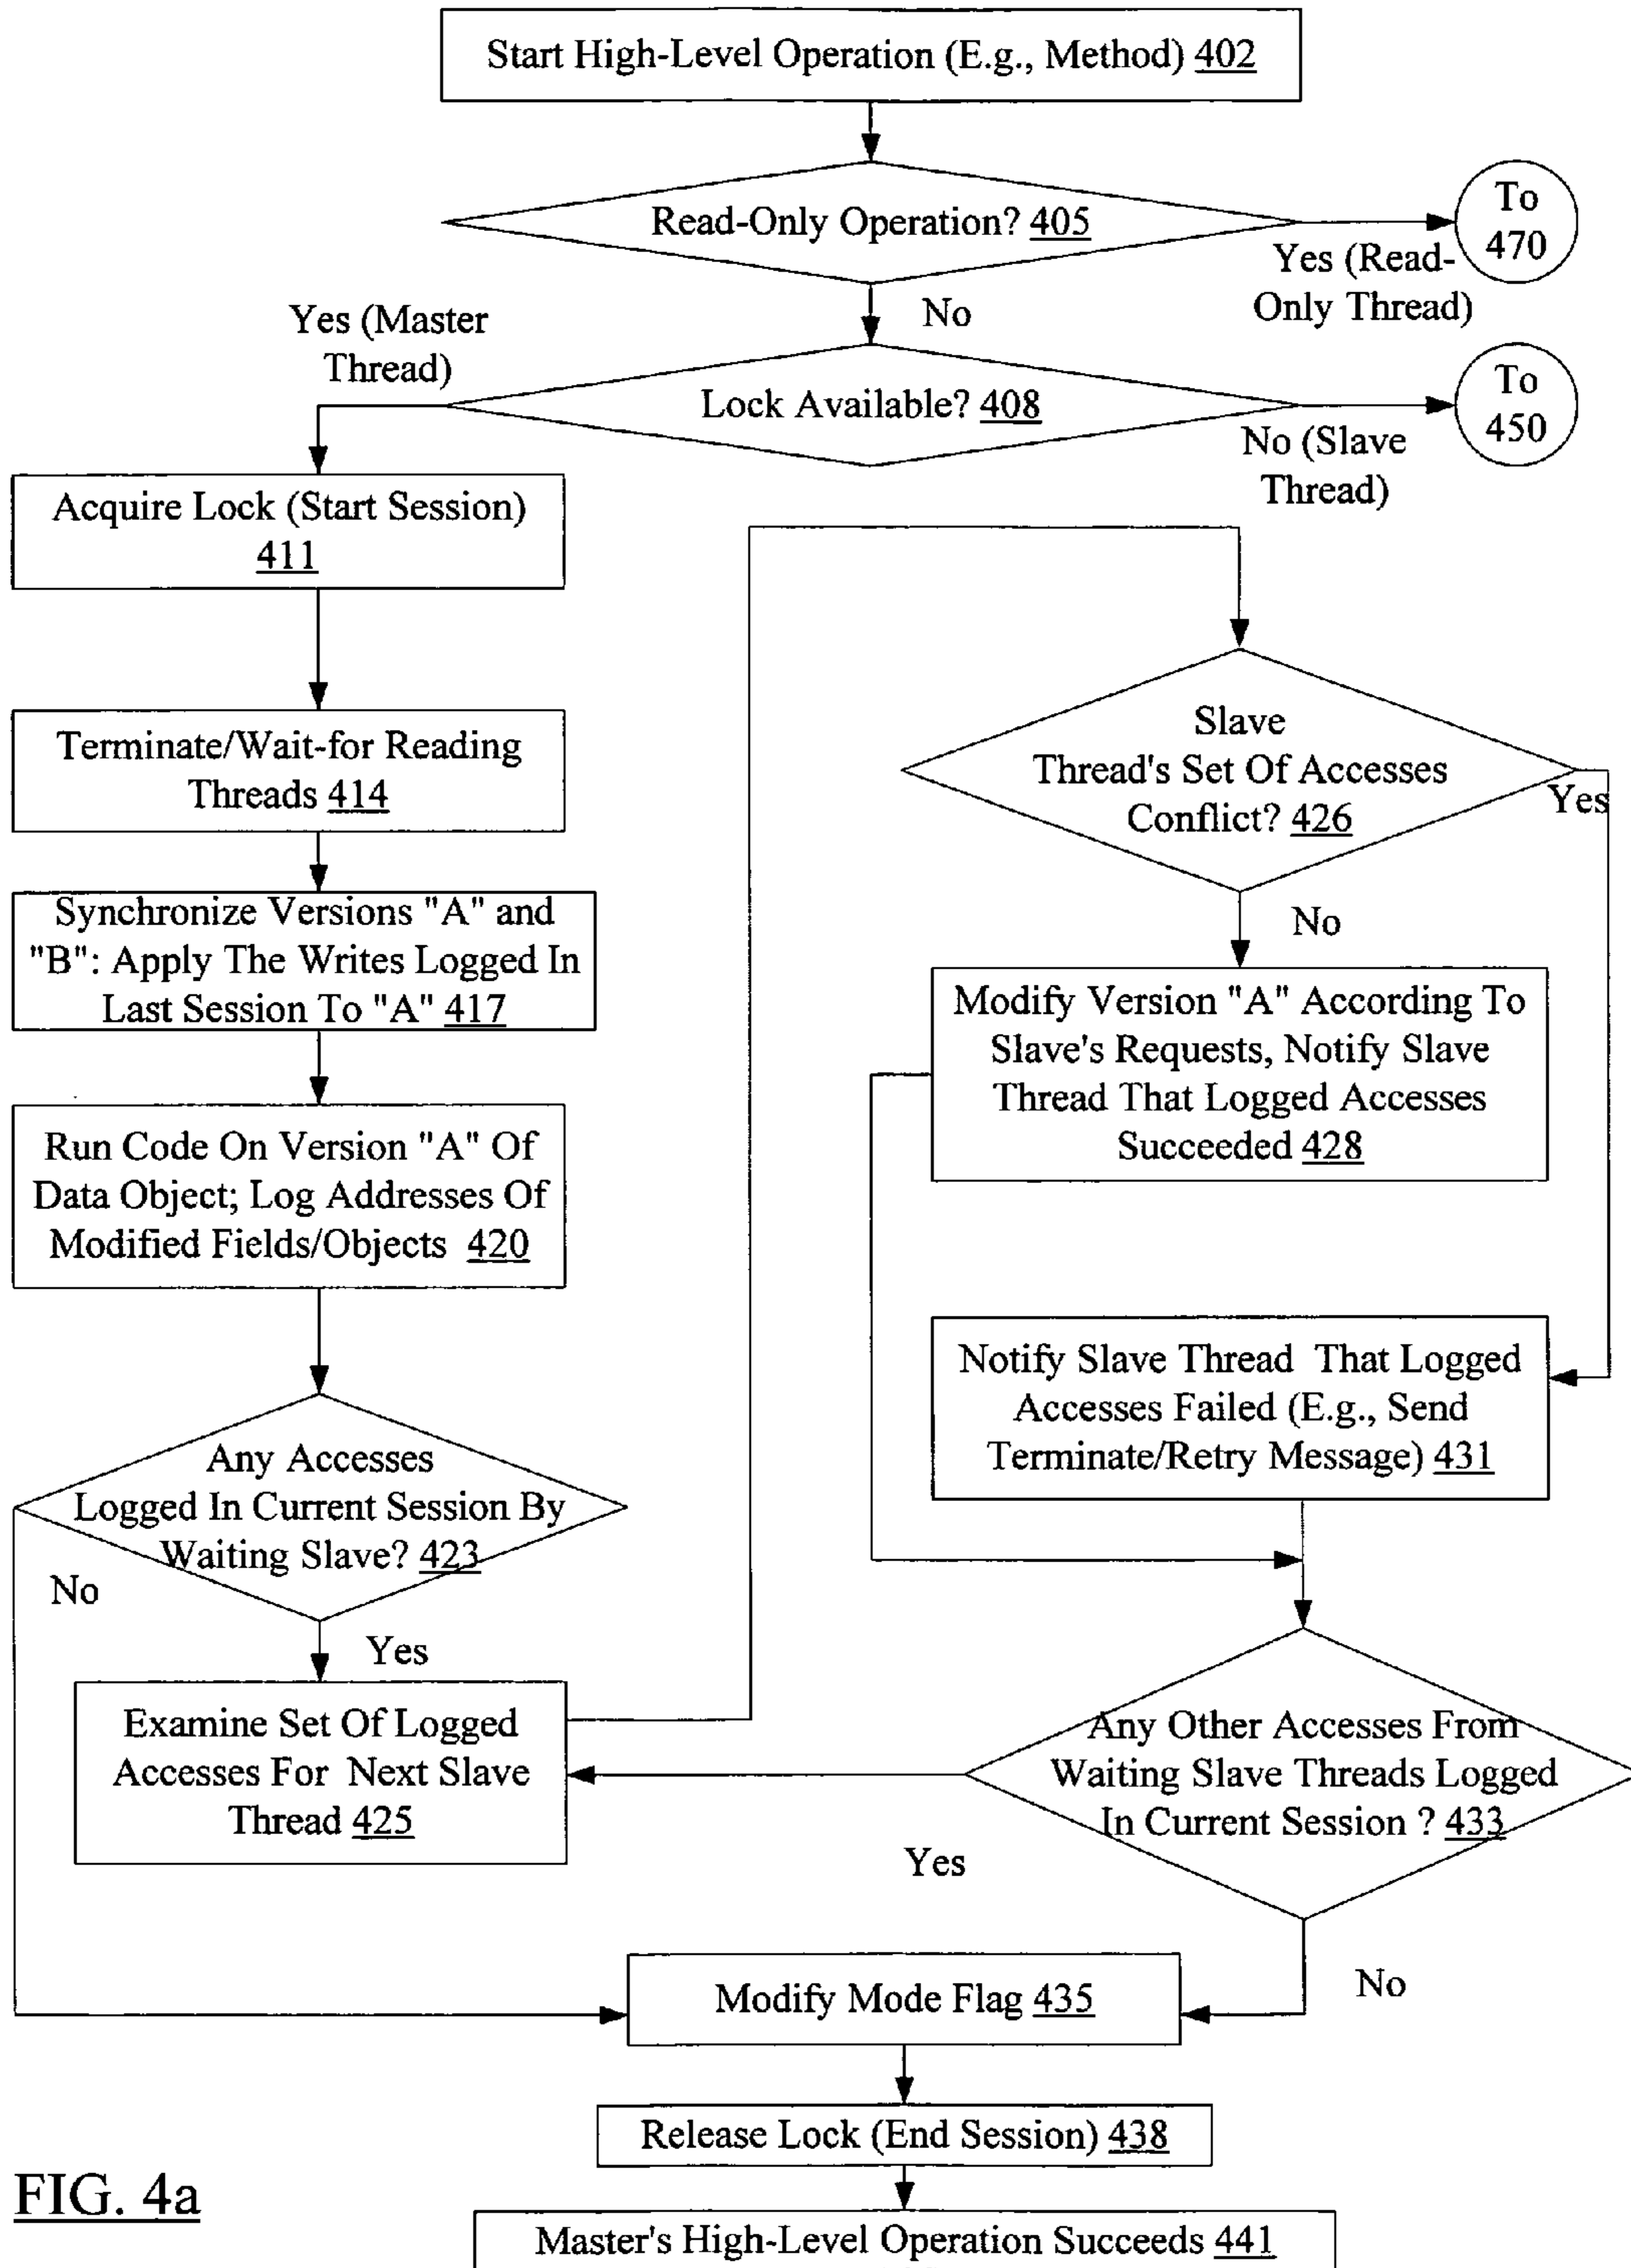 Start High-Level Operation (E.g., Method) 402
Read-Only Operation? 405
To
470
Yes (Read-
Only Thread)
No
Yes (Master
Thread)
Lock Available? 408
To
450
No (Slave
Thread)
Acquire Lock (Start Session)
411
Terminate/Wait-for Reading
Threads 414
Synchronize Versions "A" and
"B": Apply The Writes Logged In
Last Session To "A" 417
Run Code On Version "A" Of
Data Object; Log Addresses Of
Modified Fields/Objects 420
Any Accesses
Logged In Current Session By
Waiting Slave? 423
No
Yes
Examine Set Of Logged
Accesses For Next Slave
Thread 425
Slave
Thread's Set Of Accesses
Conflict? 426
Yes
No
Modify Version "A" According To
Slave's Requests, Notify Slave
Thread That Logged Accesses
Succeeded 428
Notify Slave Thread That Logged
Accesses Failed (E.g., Send
Terminate/Retry Message) 431
Any Other Accesses From
Waiting Slave Threads Logged
In Current Session ? 433
Yes
No
Modify Mode Flag 435
Release Lock (End Session) 438
Master's High-Level Operation Succeeds 441
FIG. 4a